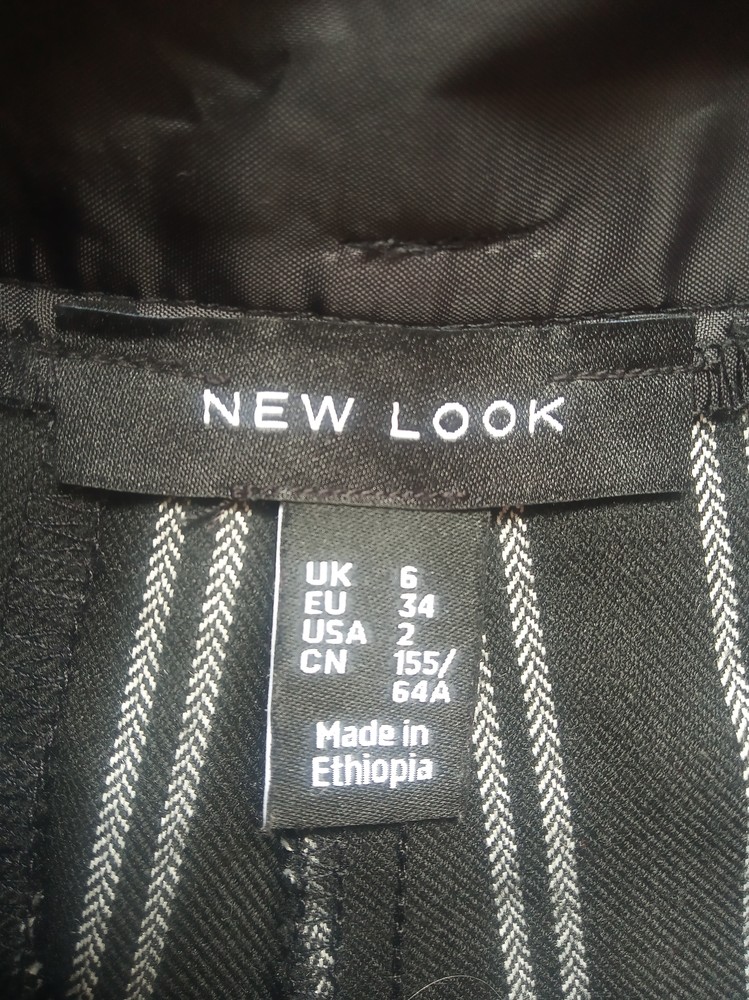 NEW LOOK
UK 6
EU 34
USA 2
CN 155/
64A
Made in
Ethiopia